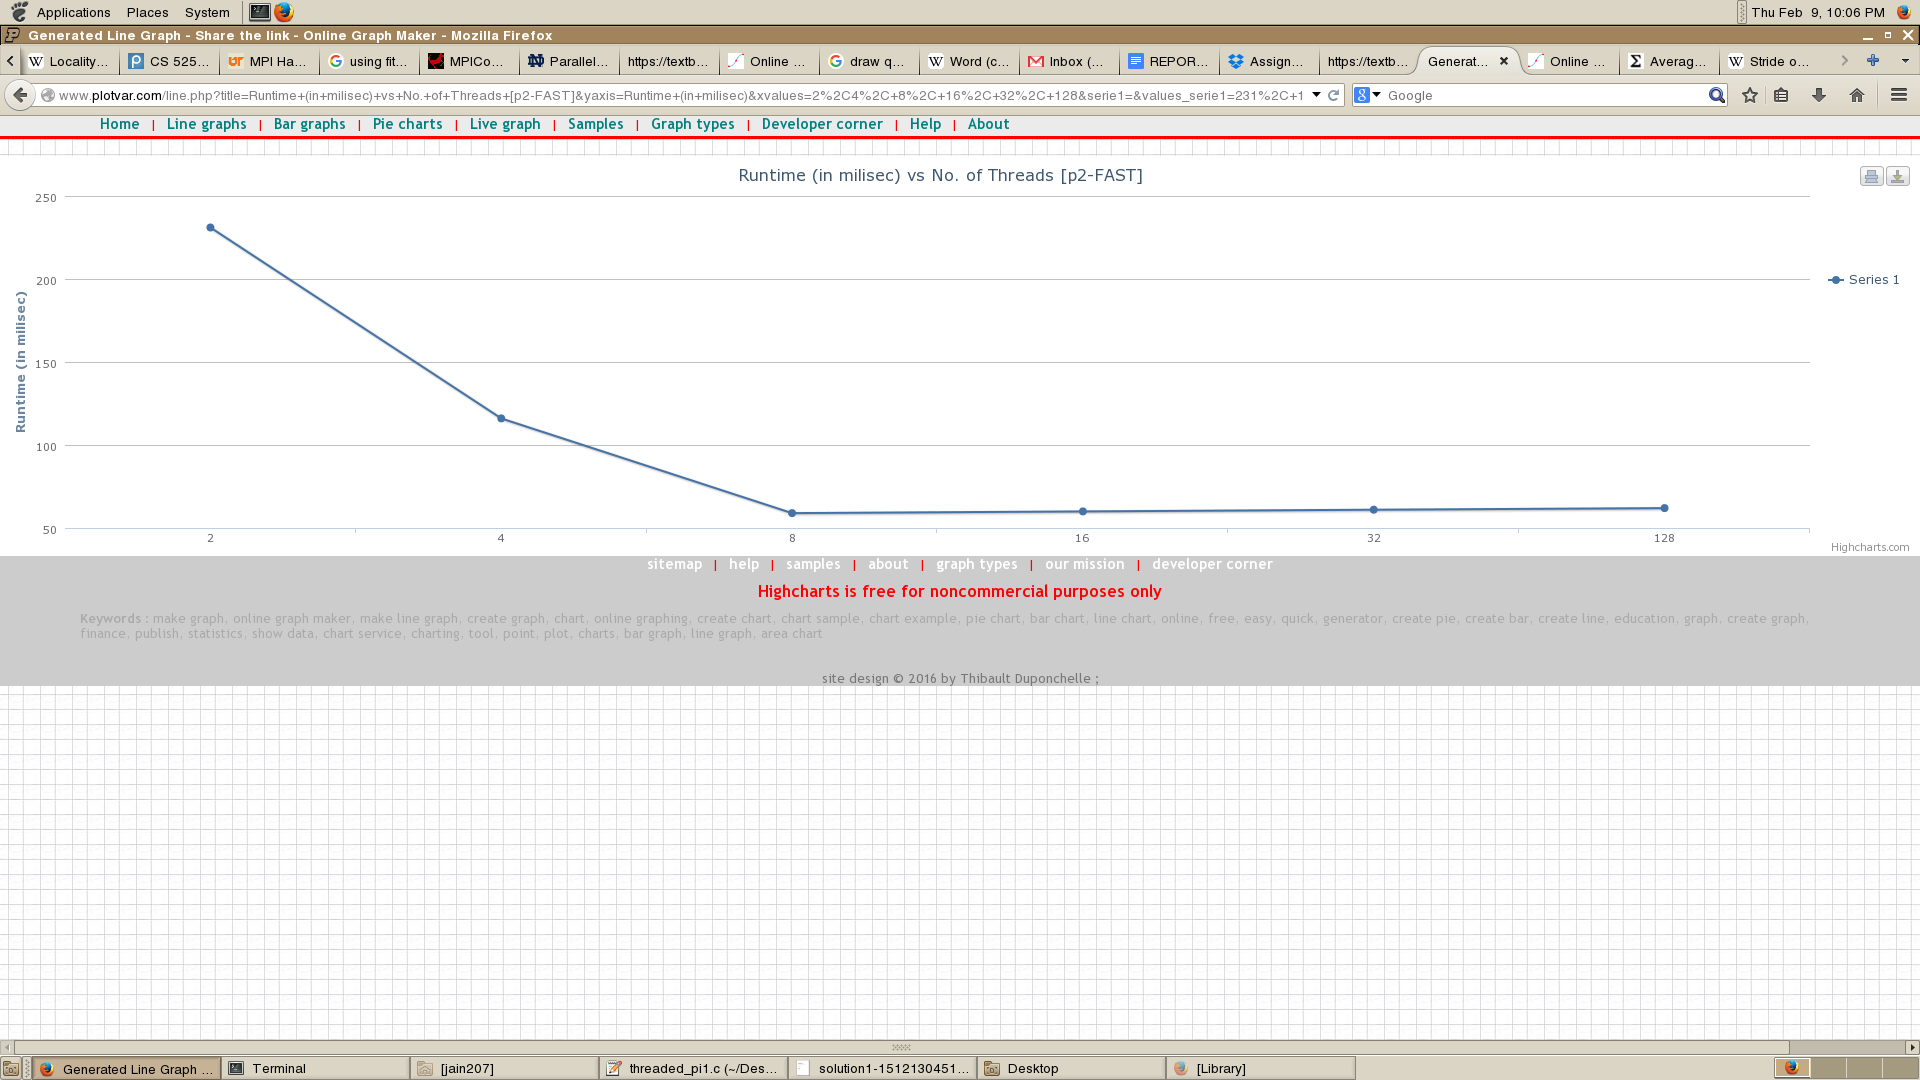 Applications Places System Thu Feb 9, 10:06 PM
Generated Line Graph - Share the link - Online Graph Maker - Mozilla Firefox
Locality... CS 525... MPI Ha... using fit... MPICo... Parallel... https://textb... Online ... draw q... Word (c... Inbox (... REPOR... Assign... https://textb... Generat... Online ... Averag... Stride o...
www.plotvar.com/line.php?title=Runtime+(in+milisec)+vs+No.+of+Threads+[p2-FAST]&yaxis=Runtime+(in+milisec)&xvalues=2%2C4%2C+8%2C+16%2C+32%2C+128&serie1=&values_serie1=231%2C+1 Google
Home | Line graphs | Bar graphs | Pie charts | Live graph | Samples | Graph types | Developer corner | Help | About
Runtime (in milisec) vs No. of Threads [p2-FAST]
250
200
150
100
50
Runtime (in milisec)
Series 1
2 4 8 16 32 128
Highcharts.com
sitemap | help | samples | about | graph types | our mission | developer corner
Highcharts is free for noncommercial purposes only
Keywords : make graph, online graph maker, make line graph, create graph, chart, online graphing, create chart, chart sample, chart example, pie chart, bar chart, line chart, online, free, easy, quick, generator, create pie, create bar, create line, education, graph, create graph,
finance, publish, statistics, show data, chart service, charting, tool, point, plot, charts, bar graph, line graph, area chart
site design © 2016 by Thibault Duponchelle ;
Generated Line Graph ... Terminal [jain207] threaded_pi1.c (~/Des... solution1-1512130451... Desktop [Library]